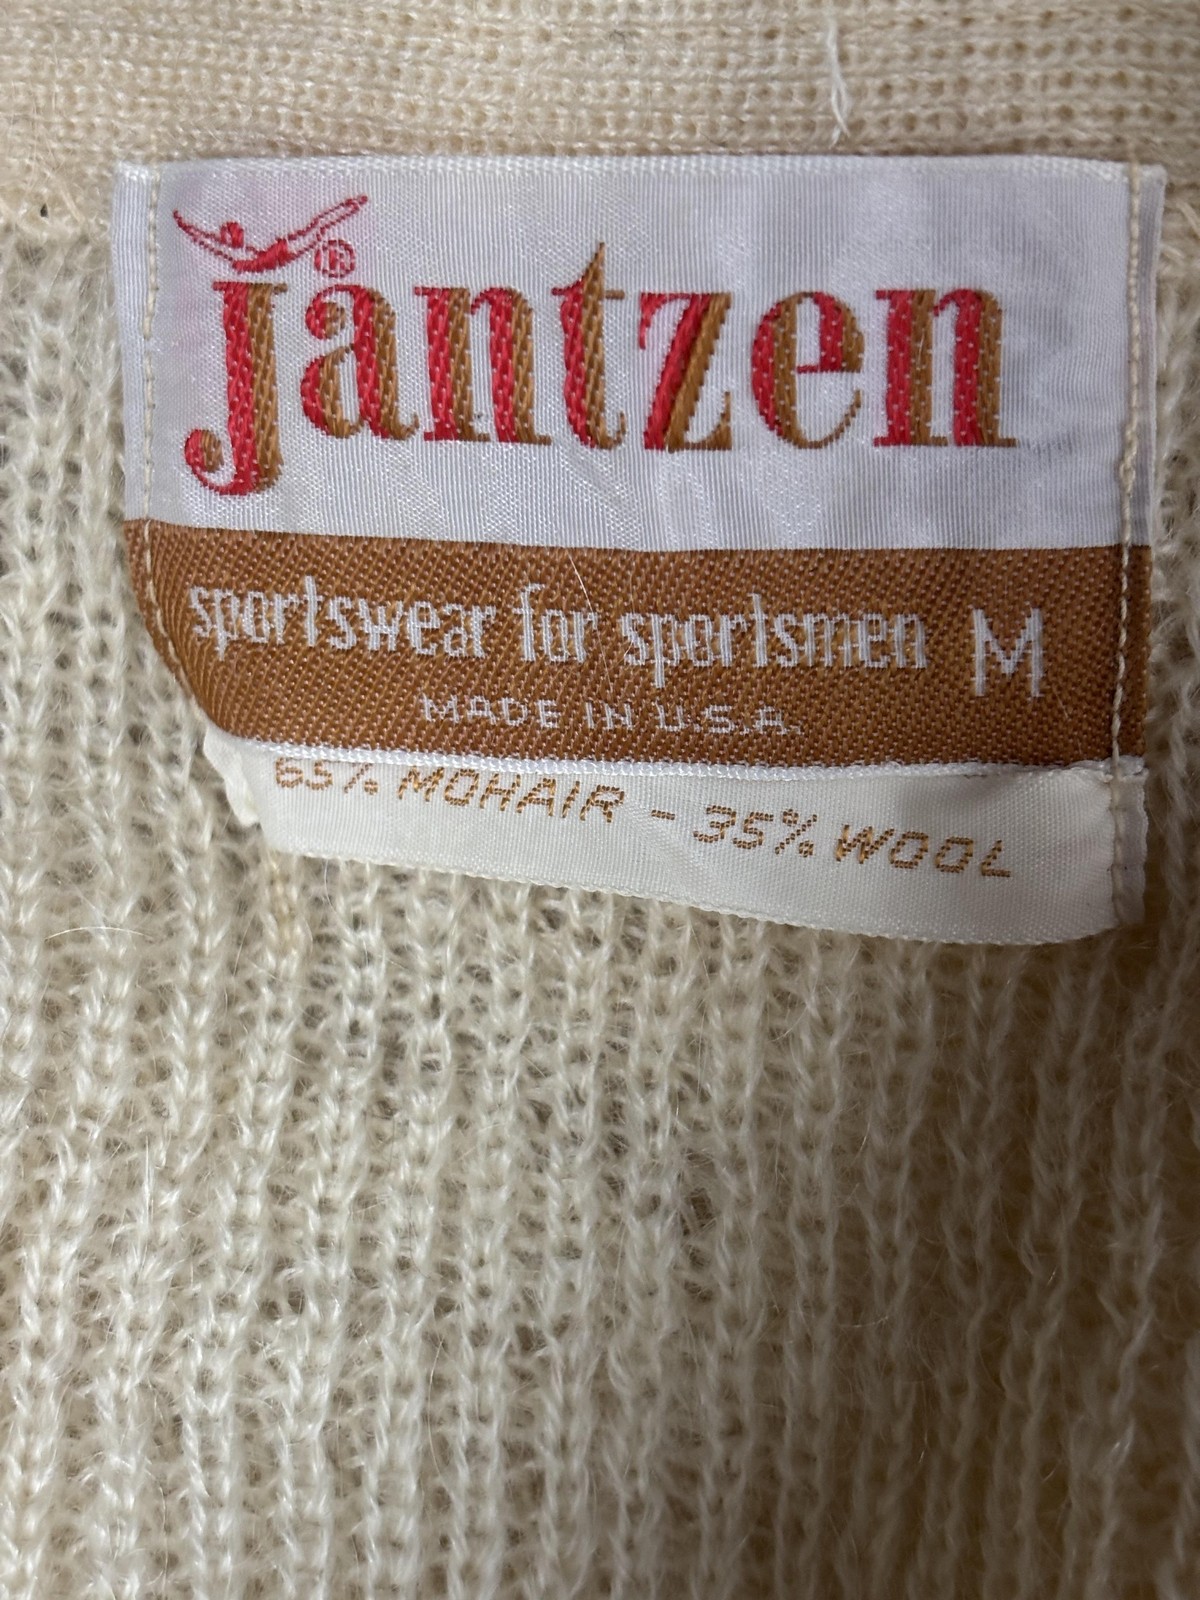 Jantzen ®
sportswear for sportsmen M
MADE IN U.S.A.
65% MOHAIR - 35% WOOL